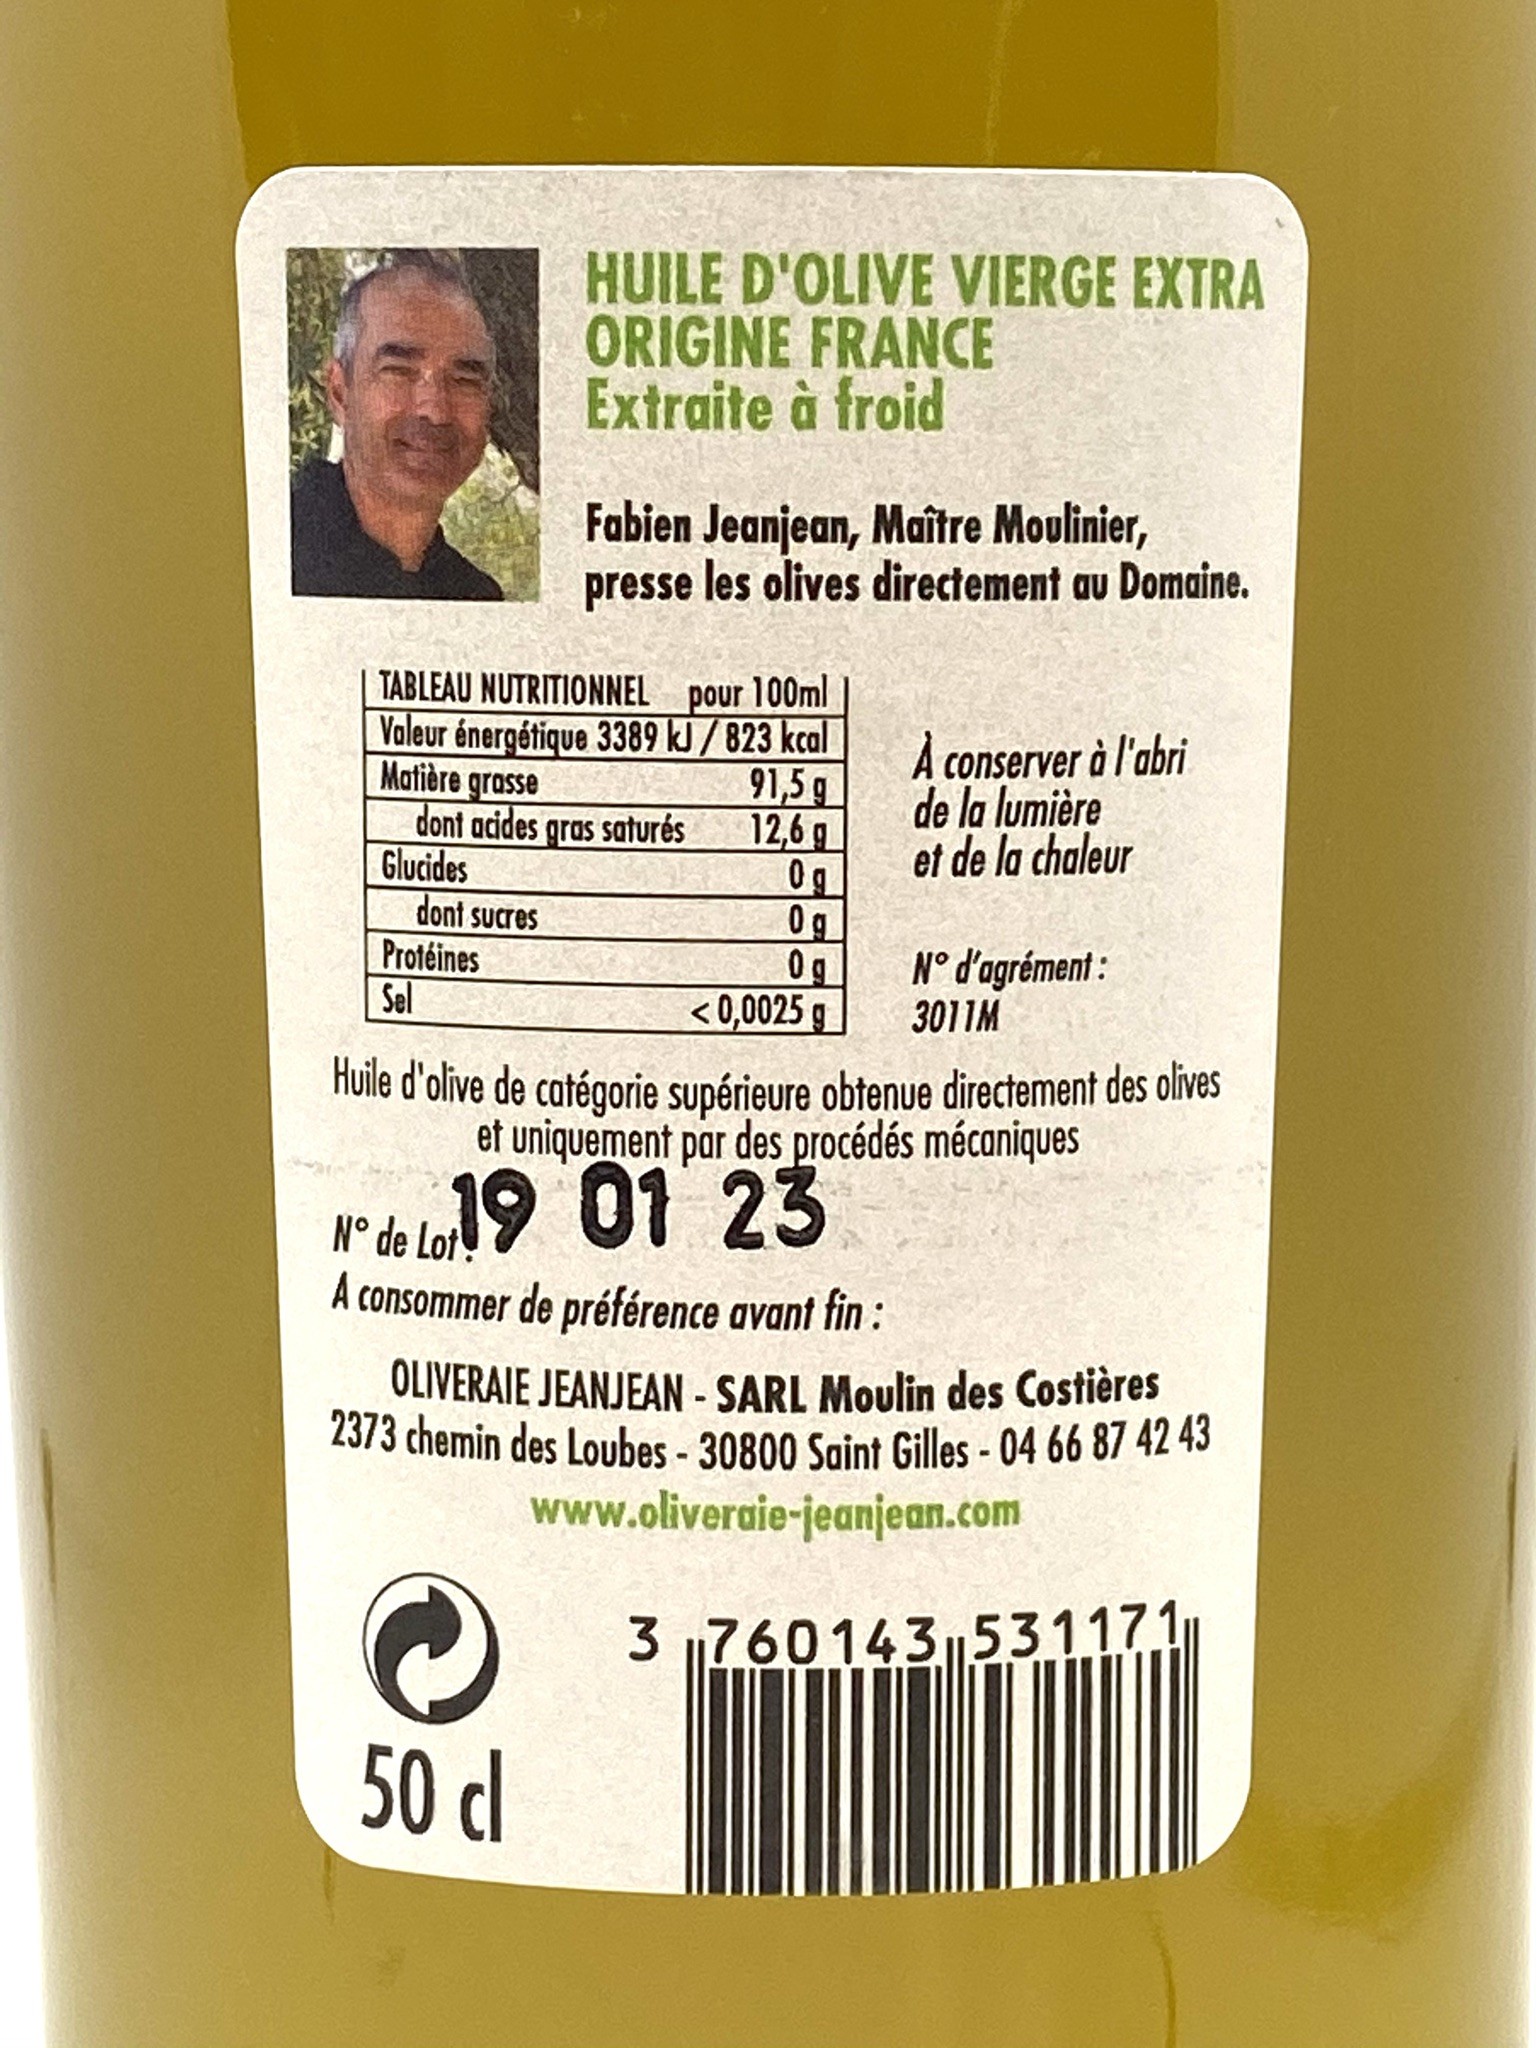 HUILE D'OLIVE VIERGE EXTRA
ORIGINE FRANCE
Extraite à froid
Fabien Jeanjean, Maître Moulinier,
presse les olives directement au Domaine.
TABLEAU NUTRITIONNEL pour 100ml
Valeur énergétique 3389 kJ / 823 kcal
Matière grasse 91,5 g
dont acides gras saturés 12,6 g
Glucides 0 g
dont sucres 0 g
Protéines 0 g
Sel < 0,0025 g
À conserver à l'abri
de la lumière
et de la chaleur
N° d'agrément :
3011M
Huile d'olive de catégorie supérieure obtenue directement des olives
et uniquement par des procédés mécaniques
N° de Lot : 19 01 23
A consommer de préférence avant fin :
OLIVERAIE JEANJEAN - SARL Moulin des Costières
2373 chemin des Loubes - 30800 Saint Gilles - 04 66 87 42 43
www.oliveraie-jeanjean.com
3 760143 531171
50 cl